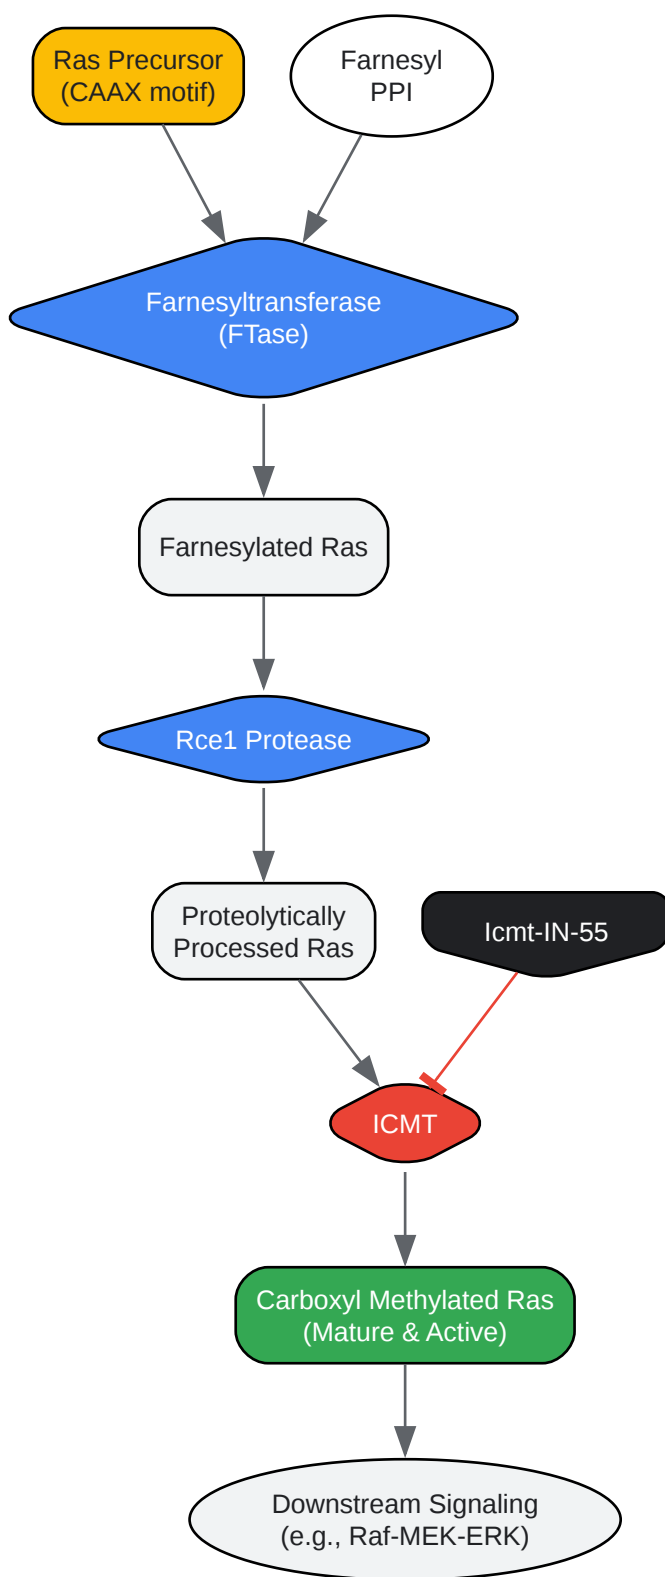 Ras Precursor
(CAAX motif)
Farnesyl
PPI
Farnesyltransferase
(FTase)
Farnesylated Ras
Rce1 Protease
Proteolytically
Processed Ras
Icmt-IN-55
ICMT
Carboxyl Methylated Ras
(Mature & Active)
Downstream Signaling
(e.g., Raf-MEK-ERK)